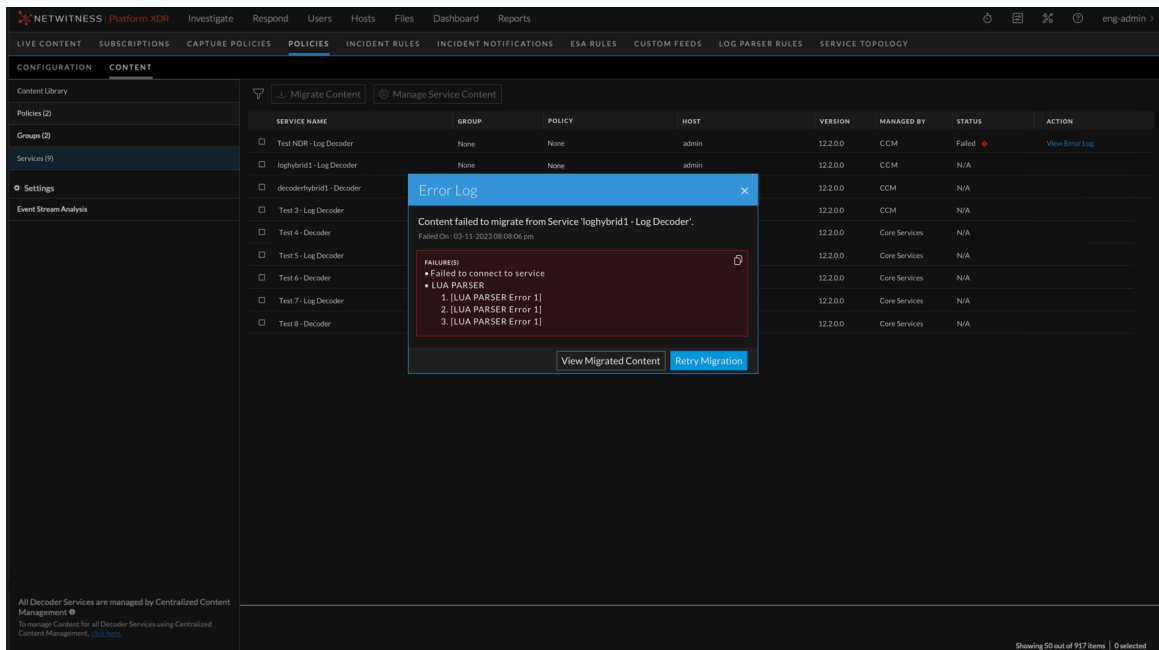 NETWITNESS Platform XDR Investigate Respond Users Hosts Files Dashboard Reports eng-admin
LIVE CONTENT SUBSCRIPTIONS CAPTURE POLICIES POLICIES INCIDENT RULES INCIDENT NOTIFICATIONS ESA RULES CUSTOM FEEDS LOG PARSER RULES SERVICE TOPOLOGY
CONFIGURATION CONTENT
Content Library
Policies (2)
Groups (2)
Services (9)
Settings
Event Stream Analysis
Migrate Content Manage Service Content
SERVICE NAME GROUP POLICY HOST VERSION MANAGED BY STATUS ACTION
Test NDR - Log Decoder None None admin 12.2.0.0 CCM Failed View Error Log
loghybrid1 - Log Decoder None None admin 12.2.0.0 CCM N/A
decoderhybrid1 - Decoder 12.2.0.0 CCM N/A
Test 3 - Log Decoder 12.2.0.0 CCM N/A
Test 4 - Decoder 12.2.0.0 Core Services N/A
Test 5 - Log Decoder 12.2.0.0 Core Services N/A
Test 6 - Decoder 12.2.0.0 Core Services N/A
Test 7 - Log Decoder 12.2.0.0 Core Services N/A
Test 8 - Decoder 12.2.0.0 Core Services N/A
Error Log
Content failed to migrate from Service 'loghybrid1 - Log Decoder'.
Failed On : 03-11-2023 08:08:06 pm
FAILURE(S)
• Failed to connect to service
• LUA PARSER
1. [LUA PARSER Error 1]
2. [LUA PARSER Error 1]
3. [LUA PARSER Error 1]
View Migrated Content Retry Migration
All Decoder Services are managed by Centralized Content
Management
To manage Content for all Decoder Services using Centralized
Content Management, click here.
Showing 50 out of 917 items | 0 selected